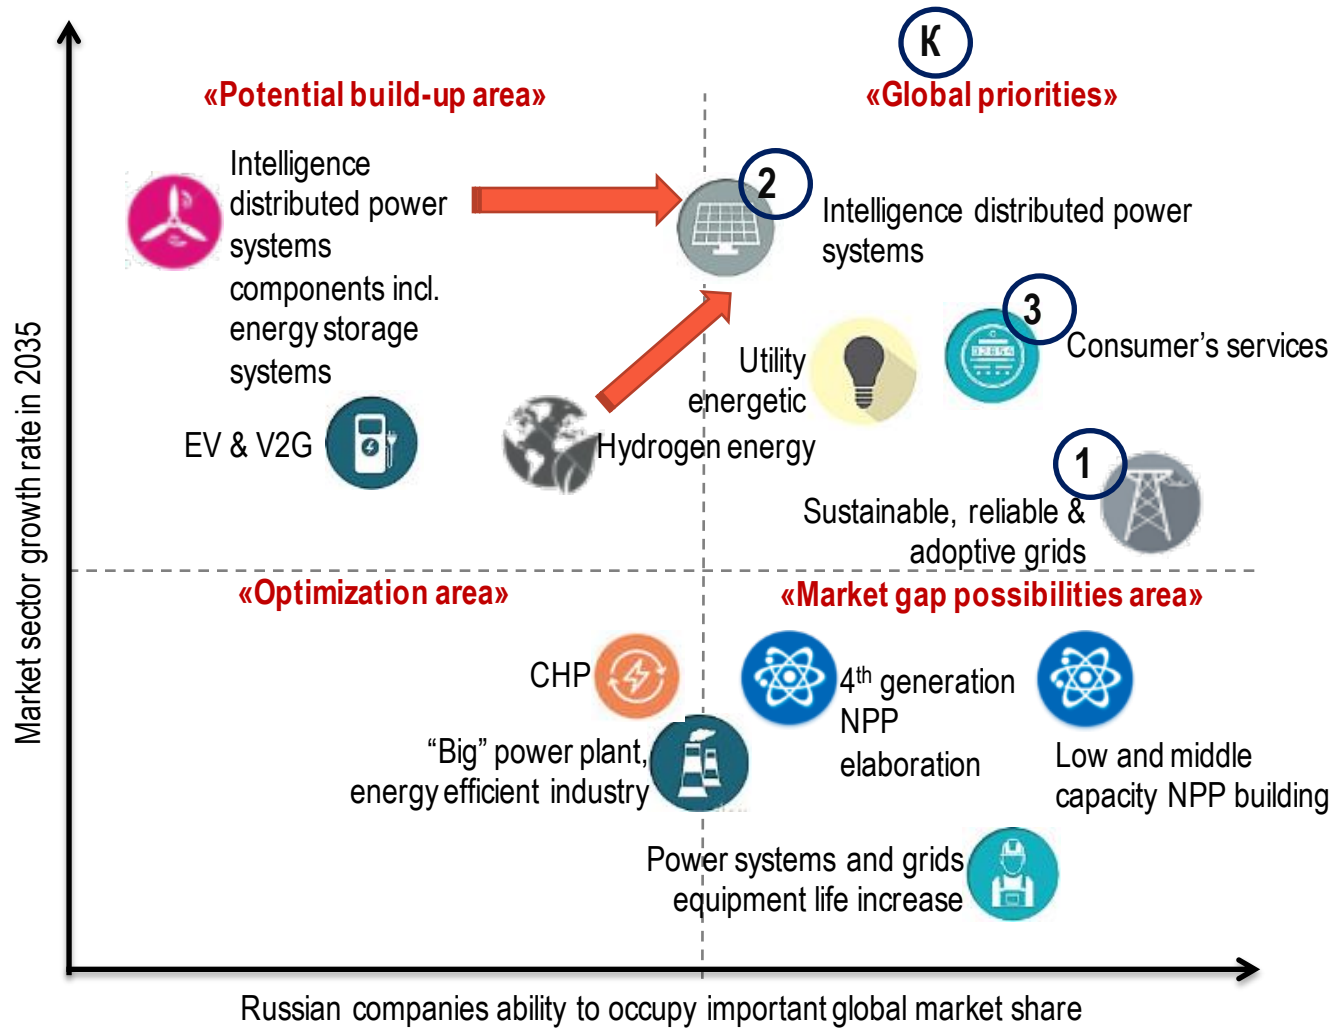 K
«Potential build-up area»
«Global priorities»
Intelligence
distributed power
systems
components incl.
energy storage
systems
2
Intelligence distributed power
systems
3
Consumer's services
Utility
energetic
EV & V2G
Hydrogen energy
1
Sustainable, reliable &
adoptive grids
Market sector growth rate in 2035
«Optimization area»
«Market gap possibilities area»
CHP
4th generation
NPP
elaboration
"Big" power plant,
energy efficient industry
Low and middle
capacity NPP building
Power systems and grids
equipment life increase
Russian companies ability to occupy important global market share